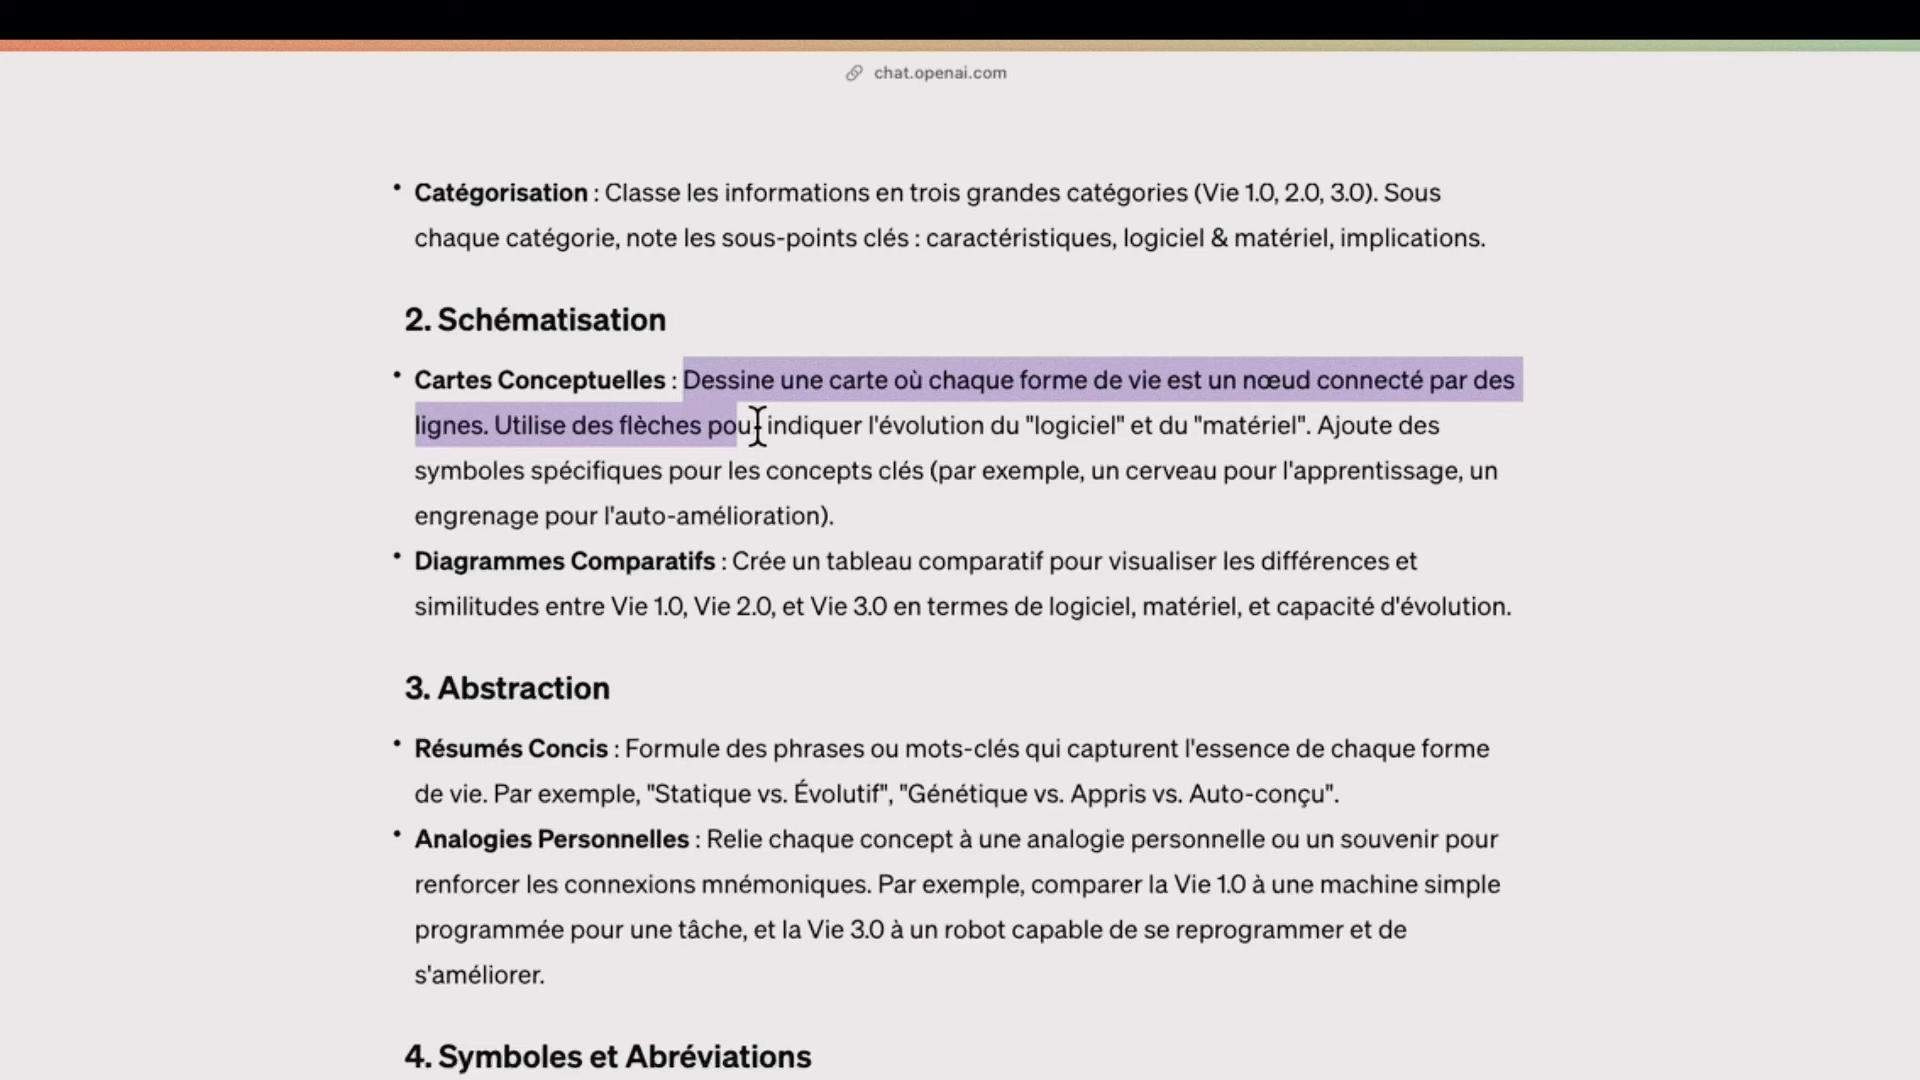 chat.openai.com
• Catégorisation : Classe les informations en trois grandes catégories (Vie 1.0, 2.0, 3.0). Sous
chaque catégorie, note les sous-points clés : caractéristiques, logiciel & matériel, implications.
2. Schématisation
• Cartes Conceptuelles : Dessine une carte où chaque forme de vie est un nœud connecté par des
lignes. Utilise des flèches pour indiquer l'évolution du "logiciel" et du "matériel". Ajoute des
symboles spécifiques pour les concepts clés (par exemple, un cerveau pour l'apprentissage, un
engrenage pour l'auto-amélioration).
• Diagrammes Comparatifs : Crée un tableau comparatif pour visualiser les différences et
similitudes entre Vie 1.0, Vie 2.0, et Vie 3.0 en termes de logiciel, matériel, et capacité d'évolution.
3. Abstraction
• Résumés Concis : Formule des phrases ou mots-clés qui capturent l'essence de chaque forme
de vie. Par exemple, "Statique vs. Évolutif", "Génétique vs. Appris vs. Auto-conçu".
• Analogies Personnelles : Relie chaque concept à une analogie personnelle ou un souvenir pour
renforcer les connexions mnémoniques. Par exemple, comparer la Vie 1.0 à une machine simple
programmée pour une tâche, et la Vie 3.0 à un robot capable de se reprogrammer et de
s'améliorer.
4. Symboles et Abréviations